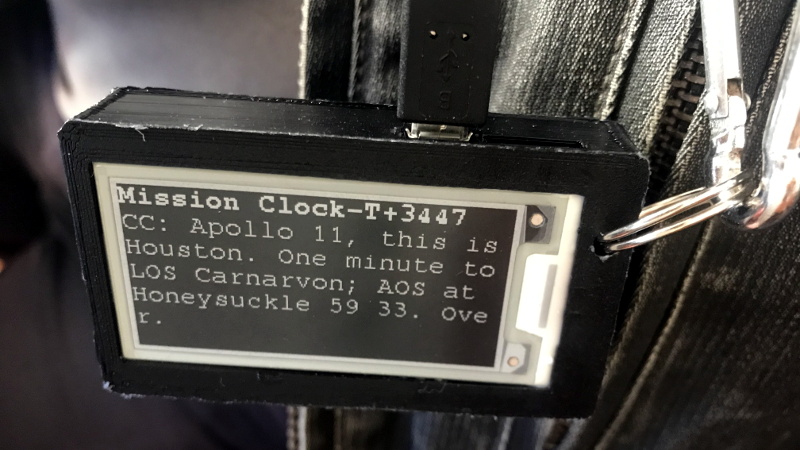 Mission Clock-T+3447
CC: Apollo 11, this is
Houston. One minute to
LOS Carnarvon; AOS at
Honeysuckle 59 33. Ove
r.